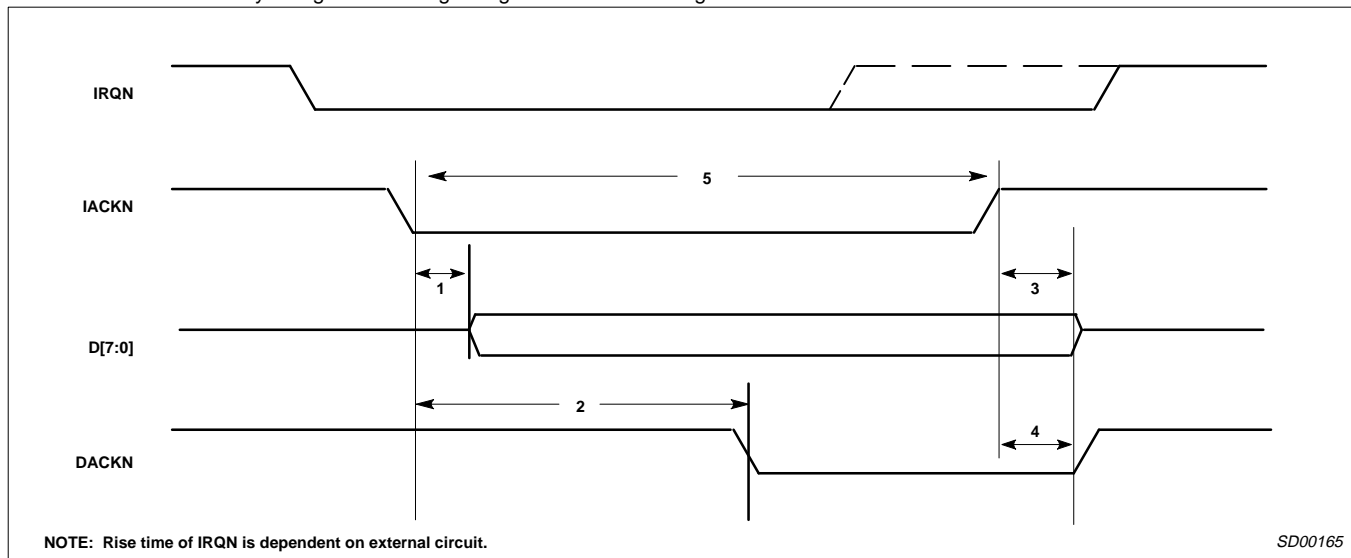 IRQN
5
IACKN
1
3
D[7:0]
2
4
DACKN
NOTE: Rise time of IRQN is dependent on external circuit.
SD00165